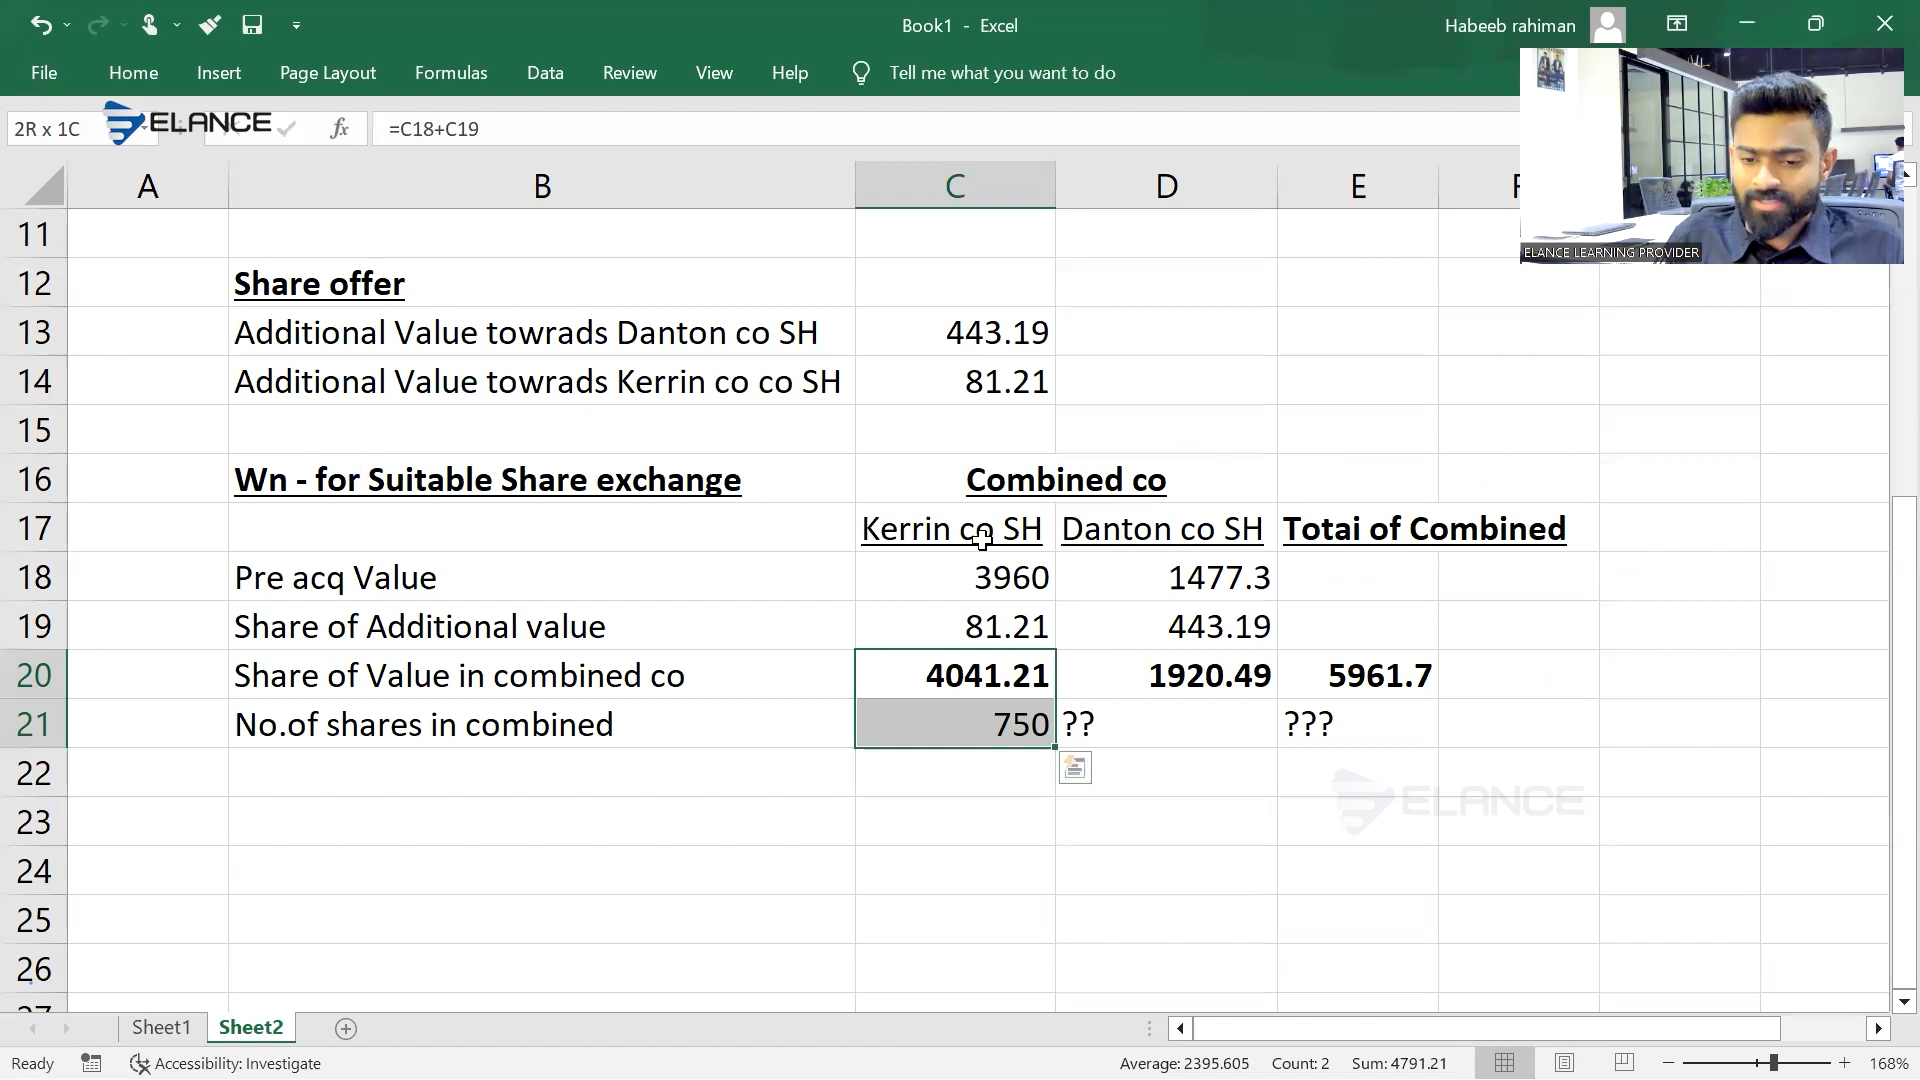 Book1 - Excel
Habeeb rahiman
File Home Insert Page Layout Formulas Data Review View Help Tell me what you want to do
2R x 1C
ELANCE
fx
=C18+C19
ELANCE LEARNING PROVIDER
A B C D E
11
12 Share offer
13 Additional Value towrads Danton co SH 443.19
14 Additional Value towrads Kerrin co co SH 81.21
15
16 Wn - for Suitable Share exchange Combined co
17 Kerrin co SH Danton co SH Totai of Combined
18 Pre acq Value 3960 1477.3
19 Share of Additional value 81.21 443.19
20 Share of Value in combined co 4041.21 1920.49 5961.7
21 No.of shares in combined 750 ?? ???
22
23
ELANCE
24
25
26
Sheet1 Sheet2
Ready Accessibility: Investigate Average: 2395.605 Count: 2 Sum: 4791.21 168%